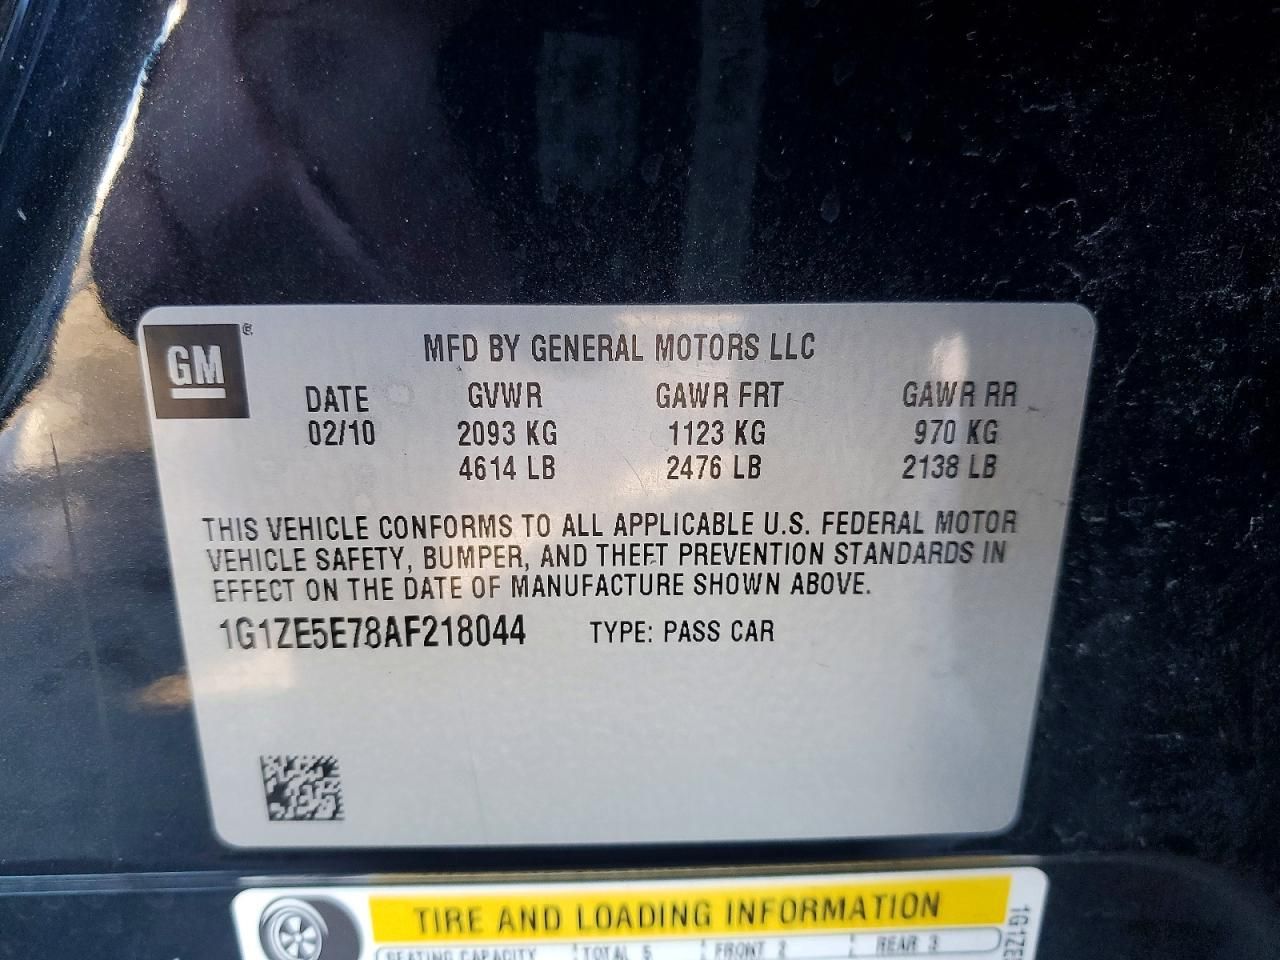 GM
MFD BY GENERAL MOTORS LLC
DATE GVWR GAWR FRT GAWR RR
02/10 2093 KG 1123 KG 970 KG
4614 LB 2476 LB 2138 LB
THIS VEHICLE CONFORMS TO ALL APPLICABLE U.S. FEDERAL MOTOR
VEHICLE SAFETY, BUMPER, AND THEFT PREVENTION STANDARDS IN
EFFECT ON THE DATE OF MANUFACTURE SHOWN ABOVE.
1G1ZE5E78AF218044 TYPE: PASS CAR
TIRE AND LOADING INFORMATION
SEATING CAPACITY TOTAL 5 FRONT 2 REAR 3
1G1ZE